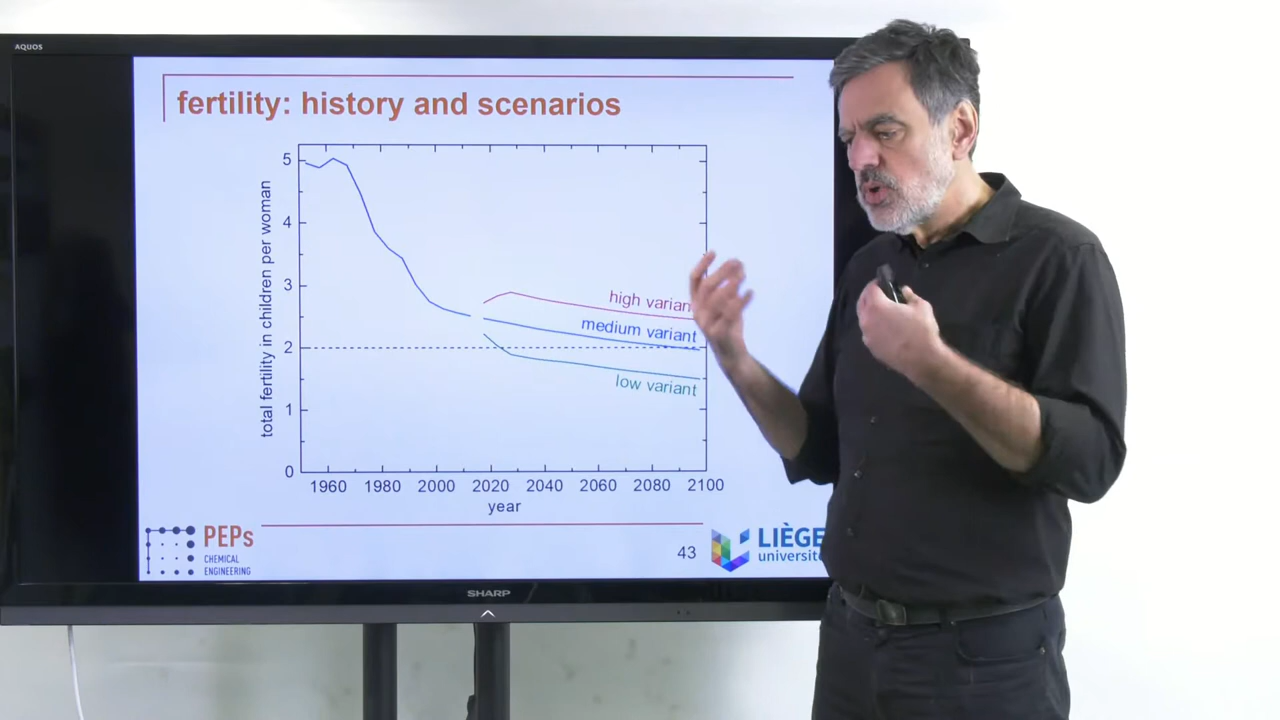 AQUOS
fertility: history and scenarios
total fertility in children per woman
5
4
3
2
1
0
high varian
medium variant
low variant
1960 1980 2000 2020 2040 2060 2080 2100
year
PEPs
CHEMICAL
ENGINEERING
43
LIÈGE
université
SHARP